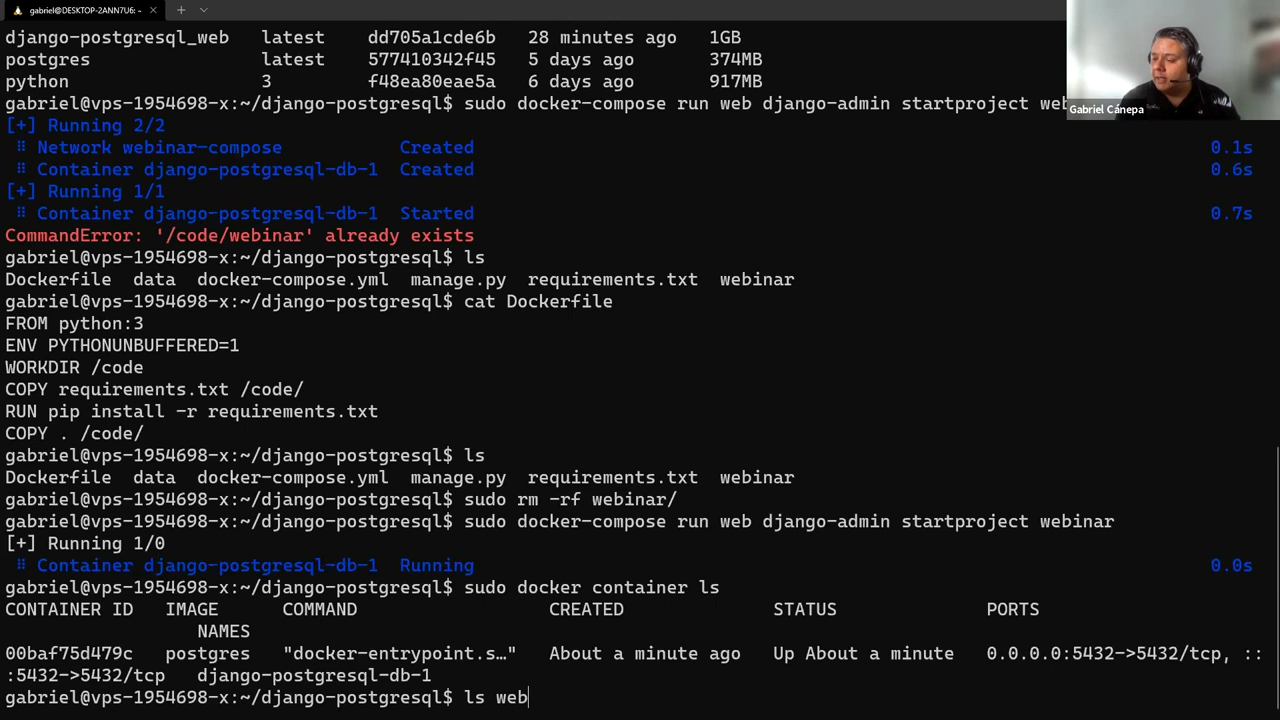 gabriel@DESKTOP-2ANN7U6: ~
django-postgresql_web   latest    dd705a1cde6b   28 minutes ago   1GB
postgres                latest    577410342f45   5 days ago       374MB
python                  3         f48ea80eae5a   6 days ago       917MB
gabriel@vps-1954698-x:~/django-postgresql$ sudo docker-compose run web django-admin startproject web
Gabriel Cánepa
[+] Running 2/2
⠿ Network webinar-compose           Created   0.1s
⠿ Container django-postgresql-db-1  Created   0.6s
[+] Running 1/1
⠿ Container django-postgresql-db-1  Started   0.7s
CommandError: '/code/webinar' already exists
gabriel@vps-1954698-x:~/django-postgresql$ ls
Dockerfile  data  docker-compose.yml  manage.py  requirements.txt  webinar
gabriel@vps-1954698-x:~/django-postgresql$ cat Dockerfile
FROM python:3
ENV PYTHONUNBUFFERED=1
WORKDIR /code
COPY requirements.txt /code/
RUN pip install -r requirements.txt
COPY . /code/
gabriel@vps-1954698-x:~/django-postgresql$ ls
Dockerfile  data  docker-compose.yml  manage.py  requirements.txt  webinar
gabriel@vps-1954698-x:~/django-postgresql$ sudo rm -rf webinar/
gabriel@vps-1954698-x:~/django-postgresql$ sudo docker-compose run web django-admin startproject webinar
[+] Running 1/0
⠿ Container django-postgresql-db-1  Running   0.0s
gabriel@vps-1954698-x:~/django-postgresql$ sudo docker container ls
CONTAINER ID   IMAGE      COMMAND                  CREATED              STATUS              PORTS
NAMES
00baf75d479c   postgres   "docker-entrypoint.s…"   About a minute ago   Up About a minute   0.0.0.0:5432->5432/tcp, ::
:5432->5432/tcp   django-postgresql-db-1
gabriel@vps-1954698-x:~/django-postgresql$ ls web